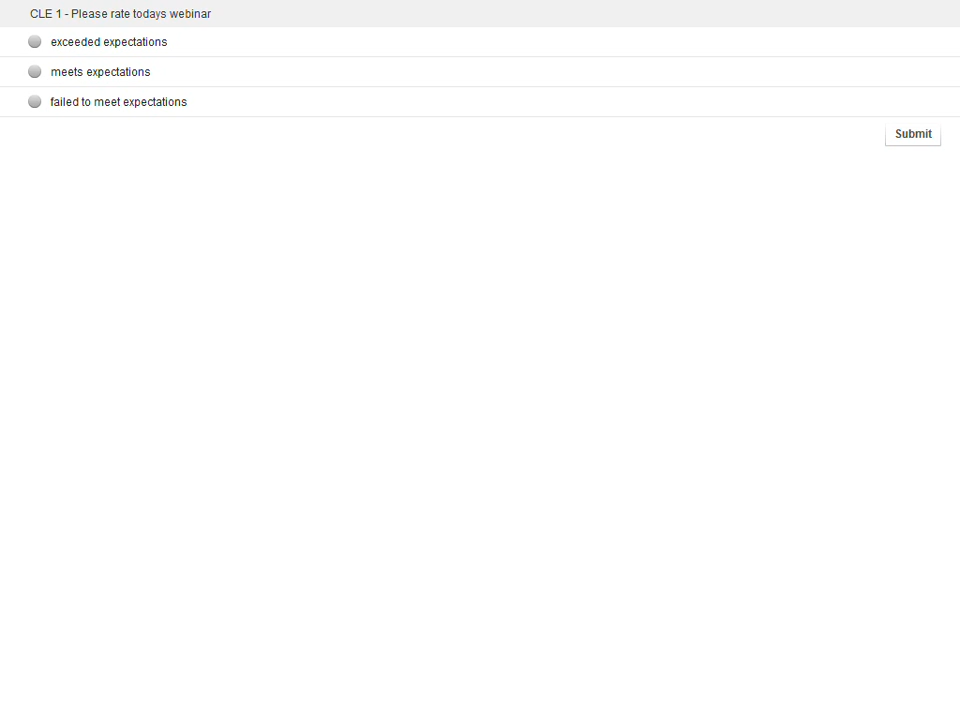 CLE 1 - Please rate todays webinar
exceeded expectations
meets expectations
failed to meet expectations
Submit